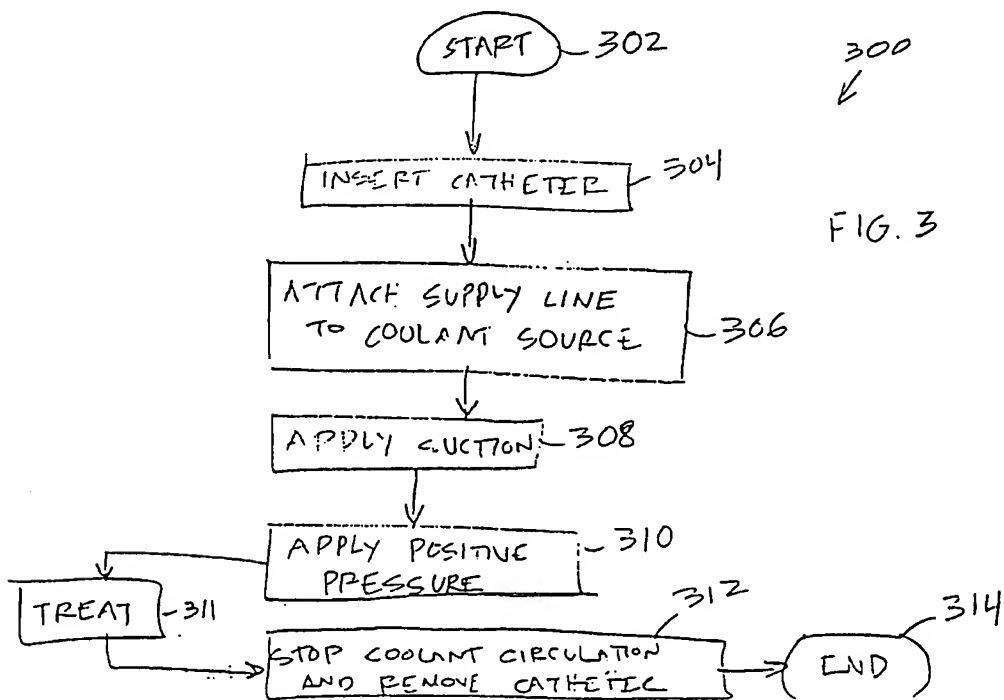 START
302
300
INSERT CATHETER
304
FIG. 3
ATTACH SUPPLY LINE
TO COOLANT SOURCE
306
APPLY SUCTION
308
APPLY POSITIVE
PRESSURE
310
TREAT
311
312
STOP COOLANT CIRCULATION
AND REMOVE CATHETER
314
END